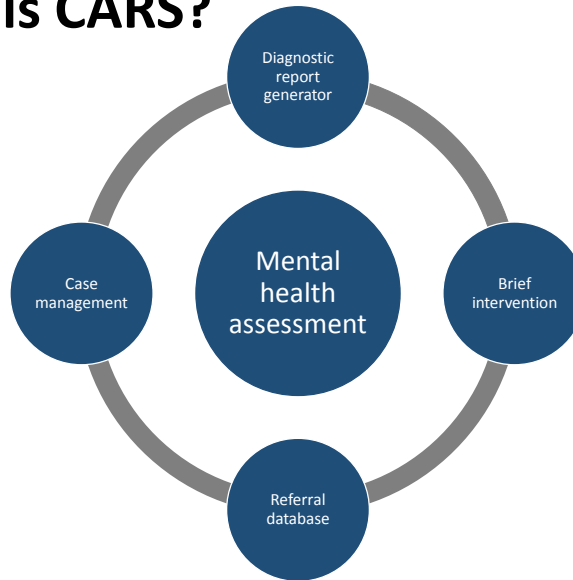 is CARS?
Diagnostic
report
generator
Mental
health
assessment
Case
management
Brief
intervention
Referral
database